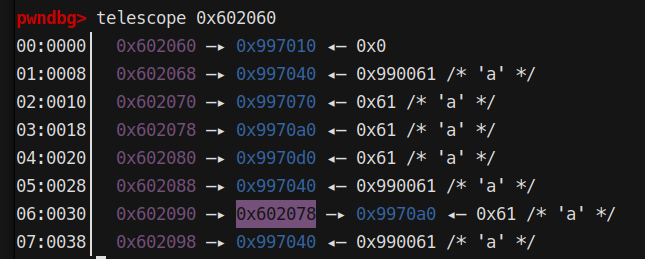 pwndbg> telescope 0x602060
00:0000│ 0x602060 —▸ 0x997010 ◂— 0x0
01:0008│ 0x602068 —▸ 0x997040 ◂— 0x990061 /* 'a' */
02:0010│ 0x602070 —▸ 0x997070 ◂— 0x61 /* 'a' */
03:0018│ 0x602078 —▸ 0x9970a0 ◂— 0x61 /* 'a' */
04:0020│ 0x602080 —▸ 0x9970d0 ◂— 0x61 /* 'a' */
05:0028│ 0x602088 —▸ 0x997040 ◂— 0x990061 /* 'a' */
06:0030│ 0x602090 —▸ 0x602078 —▸ 0x9970a0 ◂— 0x61 /* 'a' */
07:0038│ 0x602098 —▸ 0x997040 ◂— 0x990061 /* 'a' */